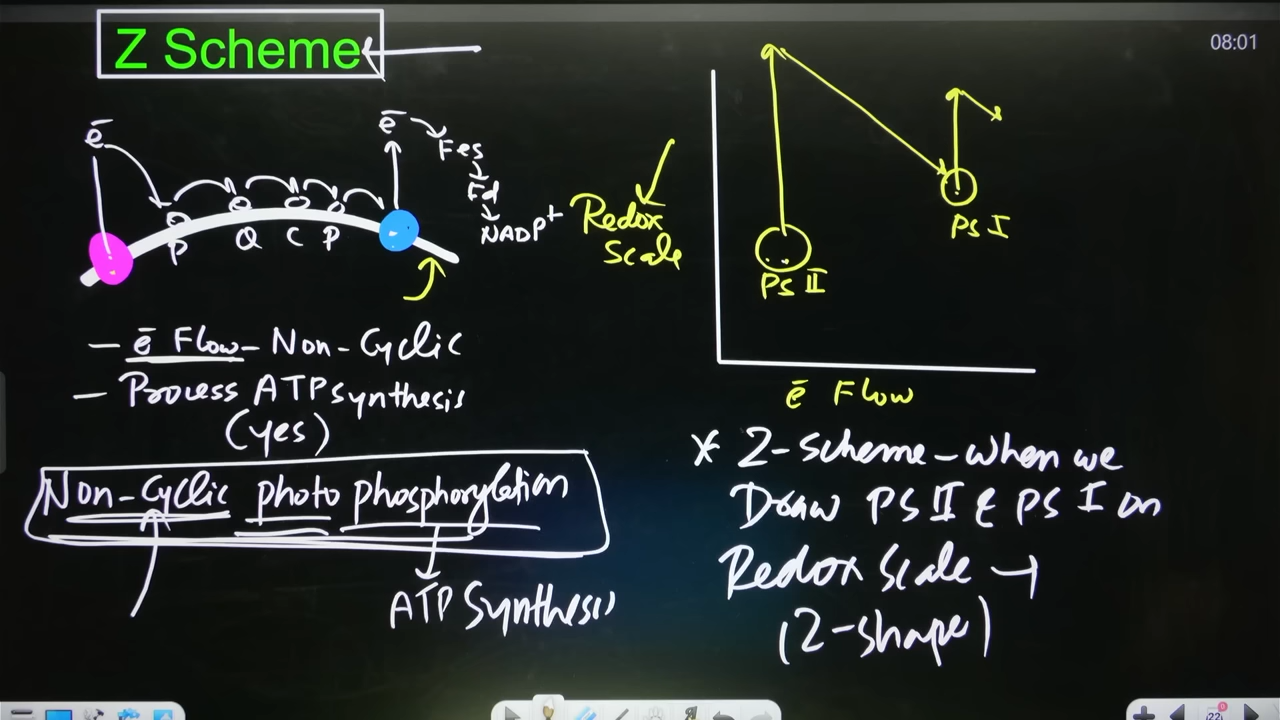 Z Scheme
08:01
e̅
e̅
Fes
Fd
NADP+
P Q C P
Redox
Scale
PS I
PS II
e̅ Flow
— e̅ Flow - Non-Cyclic
— Process ATP synthesis
(yes)
Non-Cyclic photo phosphorylation
ATP Synthesis
* Z-scheme - when we
Draw PS II & PS I on
Redox Scale →
(Z-shape)
22